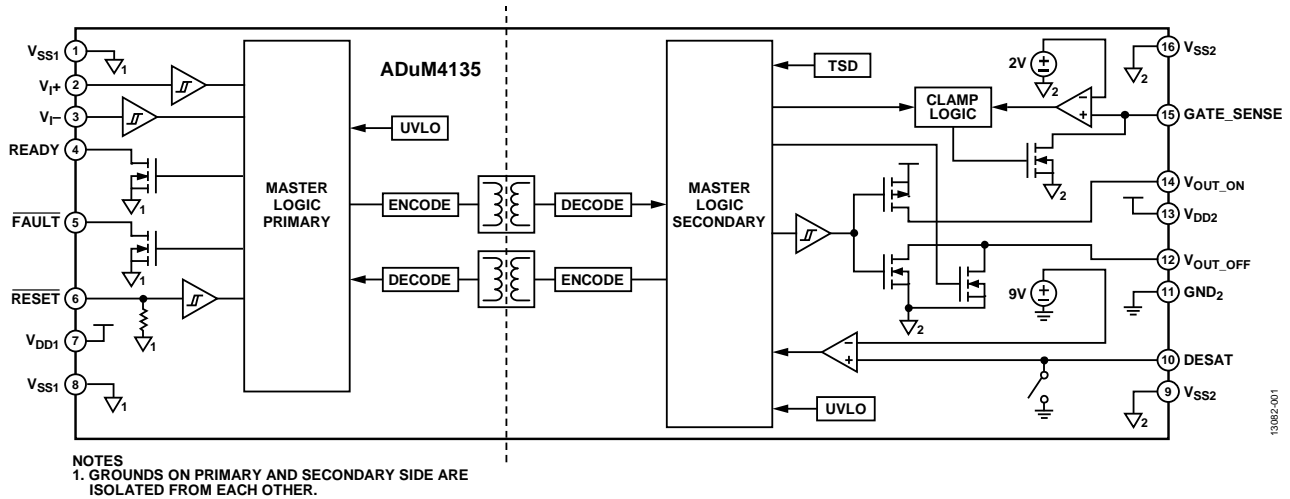 ADuM4135
VSS1 1
VI+ 2
VI− 3
READY 4
FAULT 5
RESET 6
VDD1 7
VSS1 8
1
1
1
1
1
MASTER
LOGIC
PRIMARY
UVLO
ENCODE
DECODE
DECODE
ENCODE
MASTER
LOGIC
SECONDARY
TSD
CLAMP
LOGIC
2V
2
2
2
2
9V
UVLO
2
16 VSS2
15 GATE_SENSE
14 VOUT_ON
13 VDD2
12 VOUT_OFF
11 GND2
10 DESAT
9 VSS2
13082-001
NOTES
1. GROUNDS ON PRIMARY AND SECONDARY SIDE ARE
ISOLATED FROM EACH OTHER.